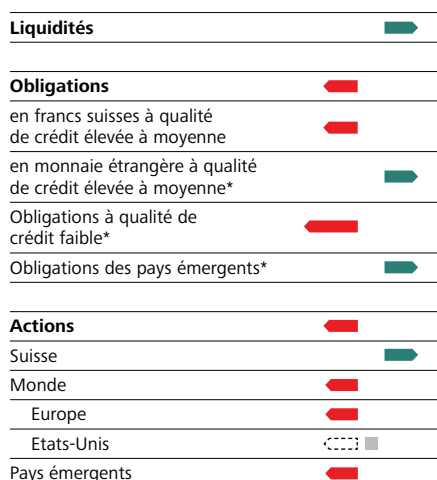 Liquidités
Obligations
en francs suisses à qualité
de crédit élevée à moyenne
en monnaie étrangère à qualité
de crédit élevée à moyenne*
Obligations à qualité de
crédit faible*
Obligations des pays émergents*
Actions
Suisse
Monde
Europe
Etats-Unis
Pays émergents